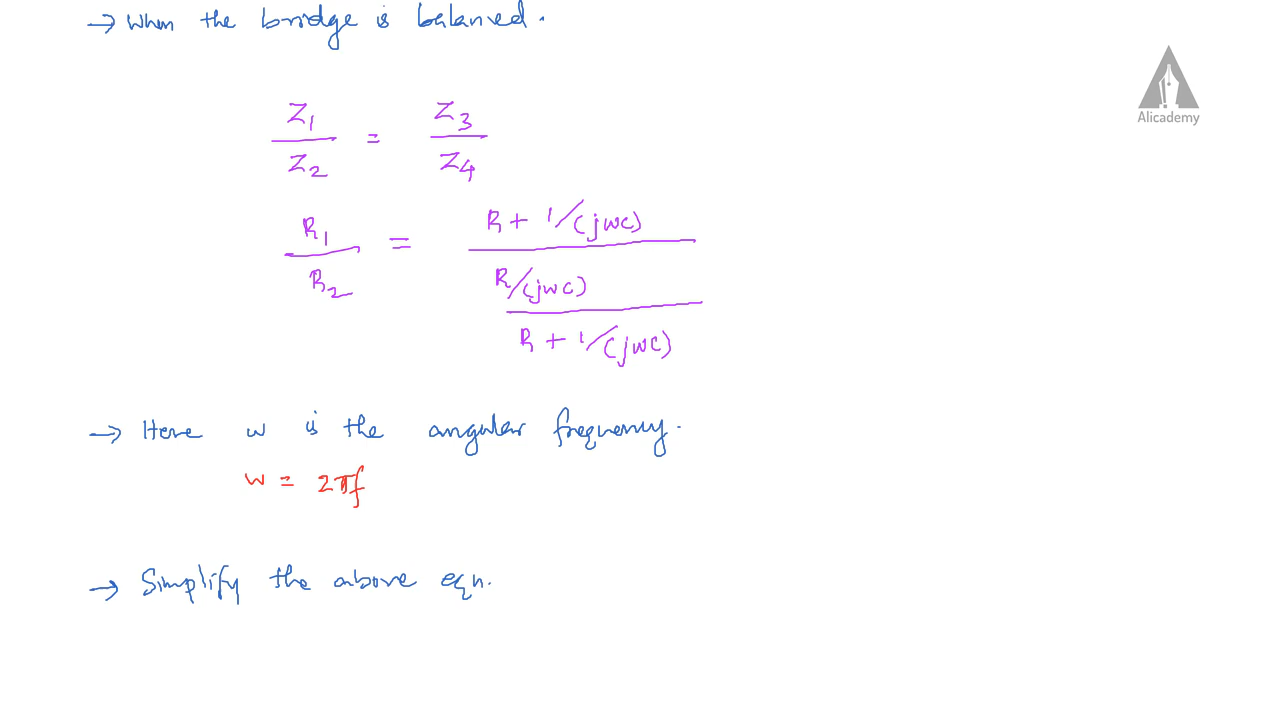 → When the bridge is balanced.
Alicademy
Z1/Z2 = Z3/Z4
R1/R2 = (R + 1/(jwc)) / ((R/(jwc)) / (R + 1/(jwc)))
→ Here w is the angular frequency.
w = 2πf
→ Simplify the above eqn.